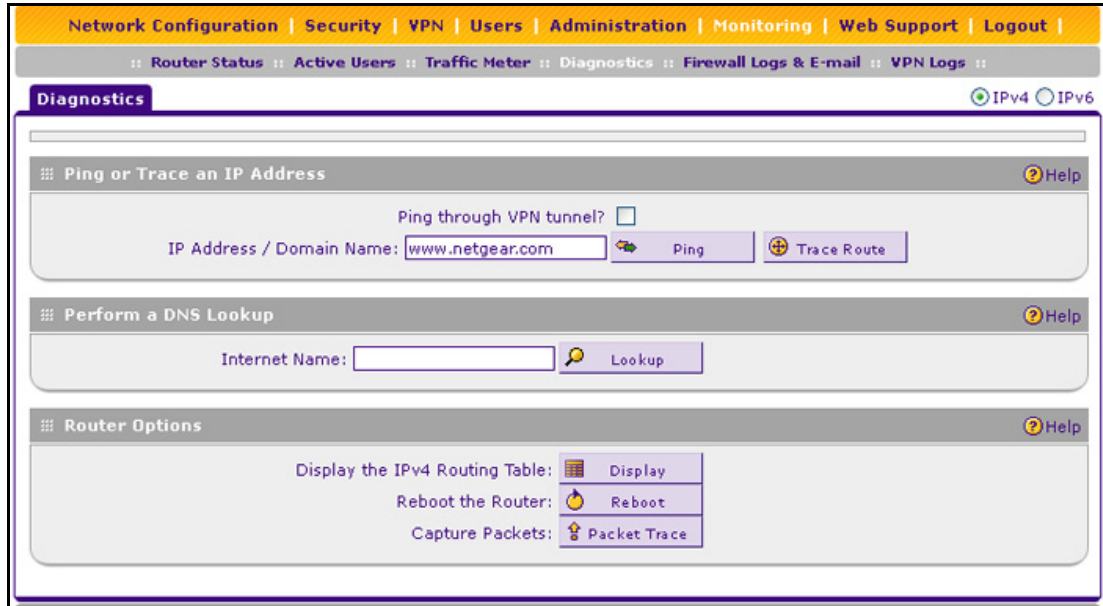 Network Configuration | Security | VPN | Users | Administration | Monitoring | Web Support | Logout |
:: Router Status :: Active Users :: Traffic Meter :: Diagnostics :: Firewall Logs & E-mail :: VPN Logs ::
Diagnostics IPv4 IPv6
Ping or Trace an IP Address Help
Ping through VPN tunnel?
IP Address / Domain Name: www.netgear.com Ping Trace Route
Perform a DNS Lookup Help
Internet Name: Lookup
Router Options Help
Display the IPv4 Routing Table: Display
Reboot the Router: Reboot
Capture Packets: Packet Trace